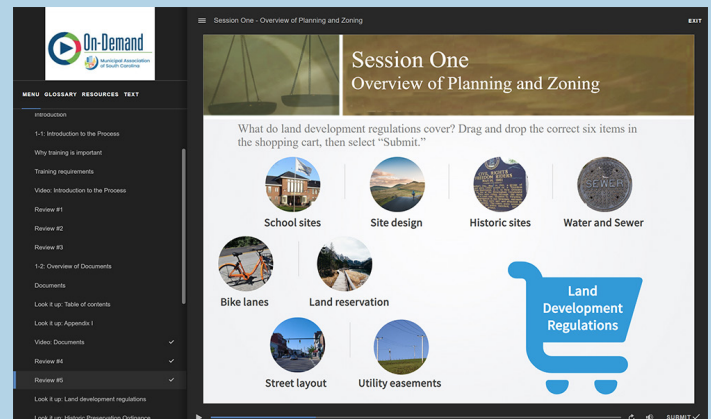 Session One - Overview of Planning and Zoning
EXIT
On-Demand
Municipal Association
of South Carolina
MENU GLOSSARY RESOURCES TEXT
Introduction
1-1: Introduction to the Process
Why training is important
Training requirements
Video: Introduction to the Process
Review #1
Review #2
Review #3
1-2: Overview of Documents
Documents
Look it up: Table of contents
Look it up: Appendix I
Video: Documents
Review #4
Review #5
Look it up: Land development regulations
Look it up: Historic Preservation Ordinance
Session One
Overview of Planning and Zoning
What do land development regulations cover? Drag and drop the correct six items in
the shopping cart, then select “Submit.”
CIVIL RIGHTS
SEWER
School sites
Site design
Historic sites
Water and Sewer
Bike lanes
Land reservation
Land
Development
Regulations
Street layout
Utility easements
SUBMIT